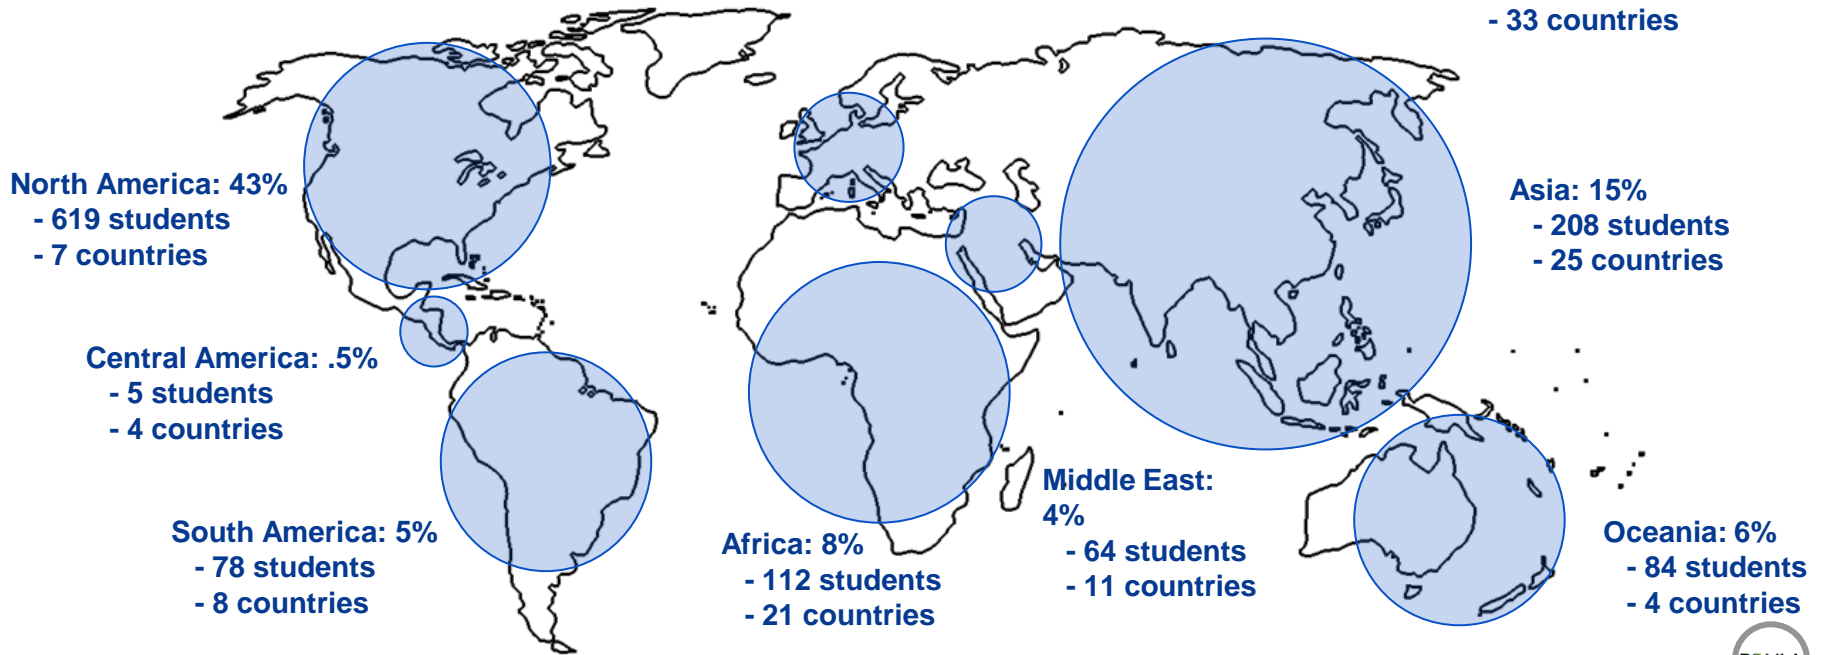 - 33 countries
North America: 43%
- 619 students
- 7 countries
Asia: 15%
- 208 students
- 25 countries
Central America: .5%
- 5 students
- 4 countries
South America: 5%
- 78 students
- 8 countries
Africa: 8%
- 112 students
- 21 countries
Middle East:
4%
- 64 students
- 11 countries
Oceania: 6%
- 84 students
- 4 countries